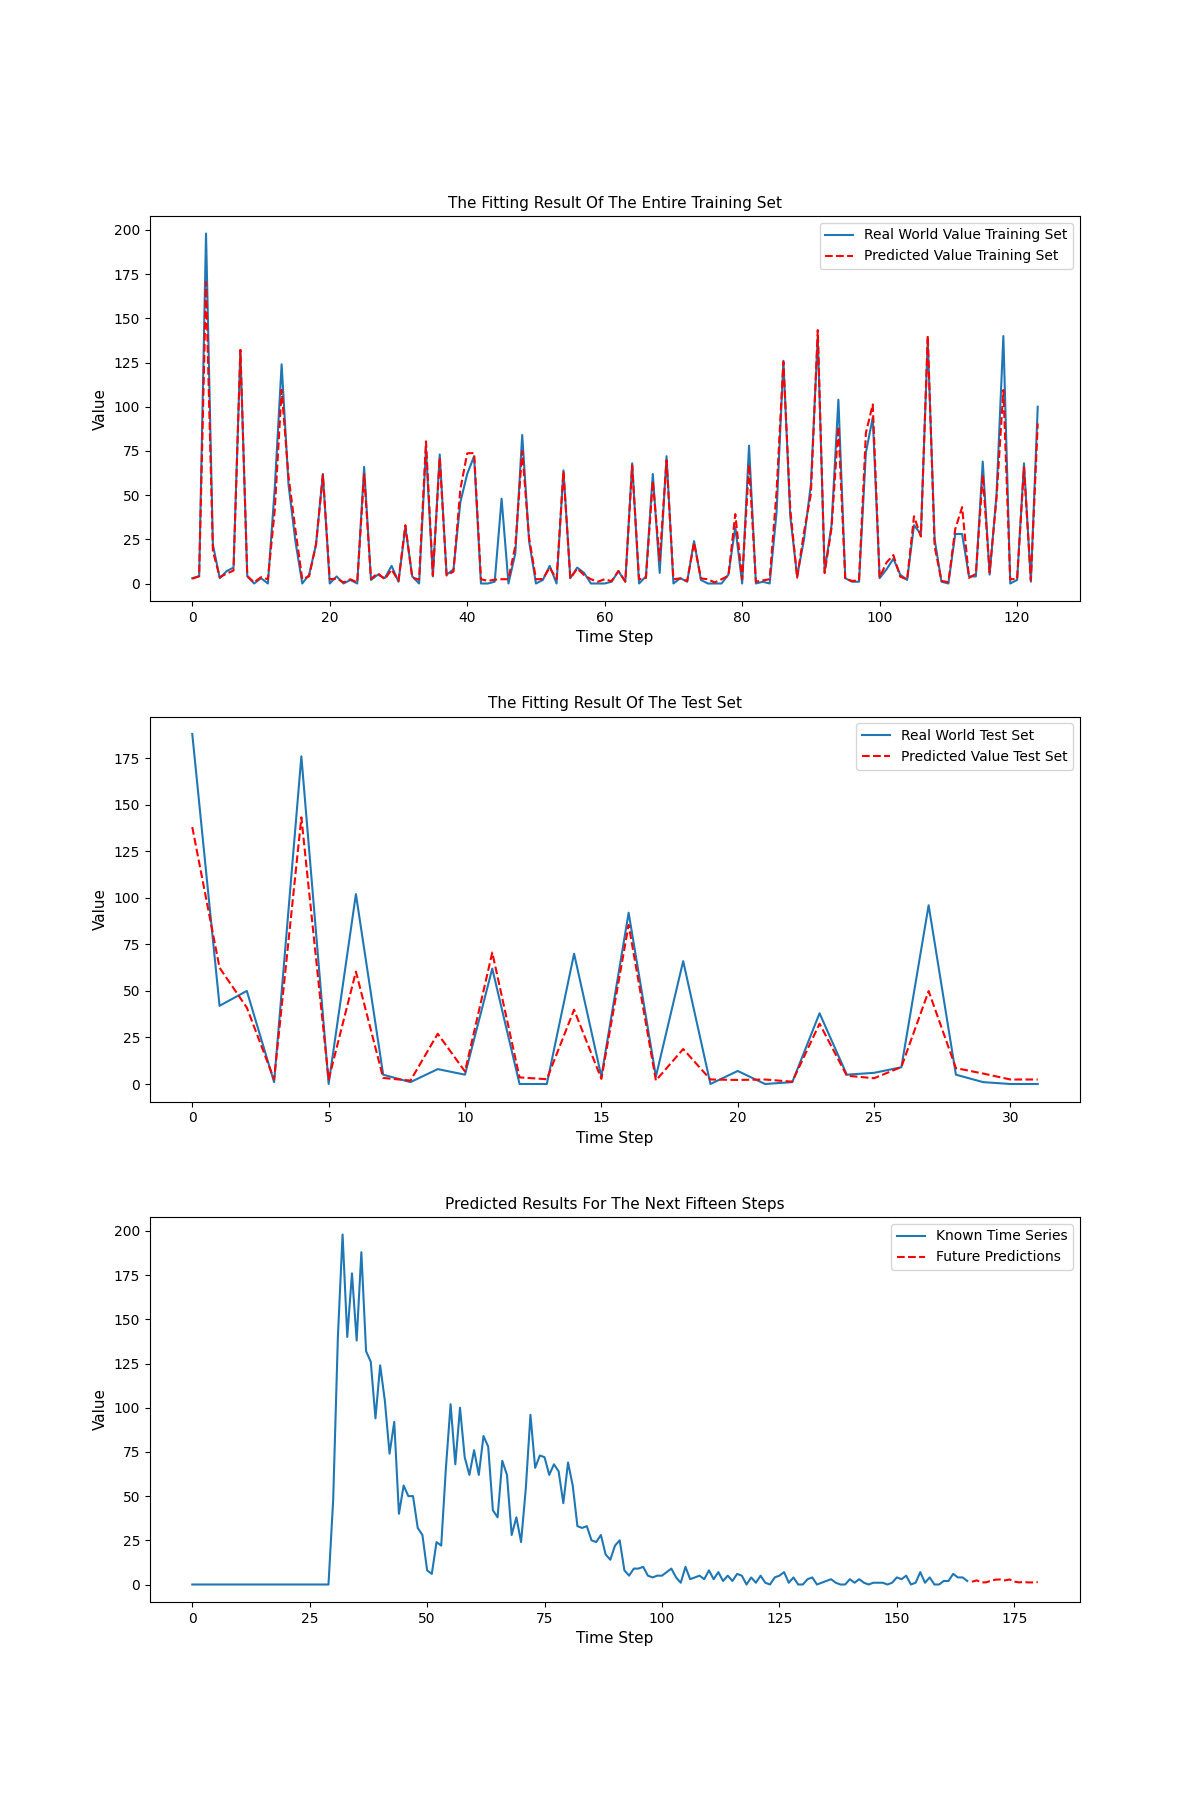 The Fitting Result Of The Entire Training Set
200
175
150
125
100
75
50
25
0
Value
Real World Value Training Set
Predicted Value Training Set
0 20 40 60 80 100 120
Time Step
The Fitting Result Of The Test Set
175
150
125
100
75
50
25
0
Value
Real World Test Set
Predicted Value Test Set
0 5 10 15 20 25 30
Time Step
Predicted Results For The Next Fifteen Steps
200
175
150
125
100
75
50
25
0
Value
Known Time Series
Future Predictions
0 25 50 75 100 125 150 175
Time Step